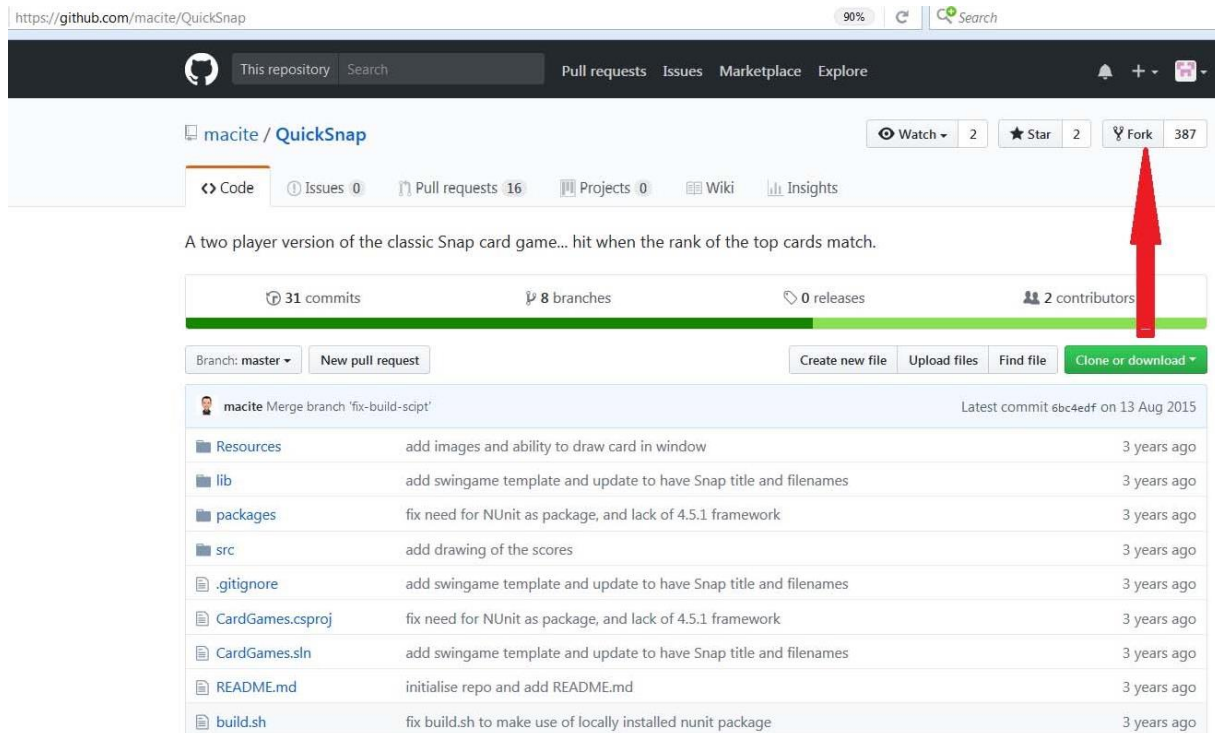 https://github.com/macite/QuickSnap 90% Search
This repository Search Pull requests Issues Marketplace Explore
macite / QuickSnap Watch 2 Star 2 Fork 387
Code Issues 0 Pull requests 16 Projects 0 Wiki Insights
A two player version of the classic Snap card game... hit when the rank of the top cards match.
31 commits 8 branches 0 releases 2 contributors
Branch: master New pull request Create new file Upload files Find file Clone or download
macite Merge branch 'fix-build-scipt' Latest commit 6bc4edf on 13 Aug 2015
Resources add images and ability to draw card in window 3 years ago
lib add swingame template and update to have Snap title and filenames 3 years ago
packages fix need for NUnit as package, and lack of 4.5.1 framework 3 years ago
src add drawing of the scores 3 years ago
.gitignore add swingame template and update to have Snap title and filenames 3 years ago
CardGames.csproj fix need for NUnit as package, and lack of 4.5.1 framework 3 years ago
CardGames.sln add swingame template and update to have Snap title and filenames 3 years ago
README.md initialise repo and add README.md 3 years ago
build.sh fix build.sh to make use of locally installed nunit package 3 years ago